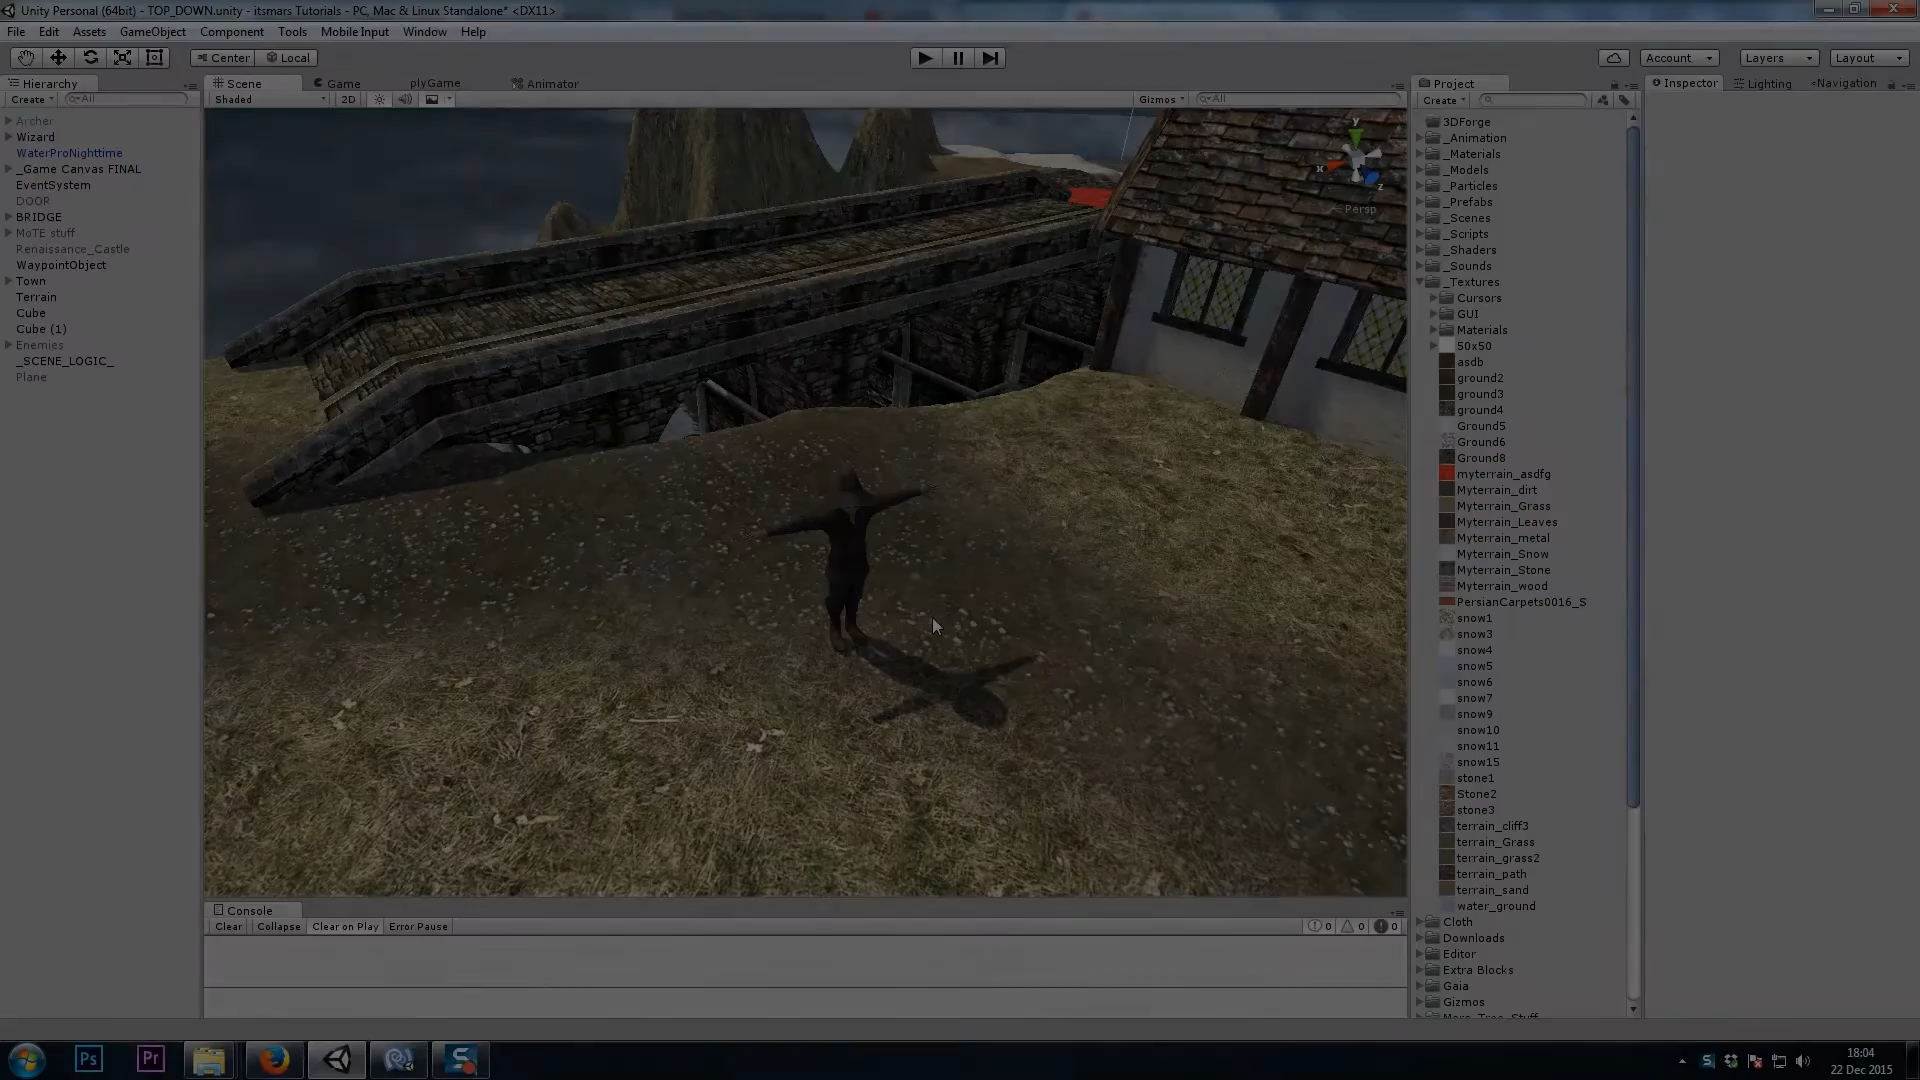 Unity Personal (64bit) - TOP_DOWN.unity - itsmars Tutorials - PC, Mac & Linux Standalone* <DX11>
File Edit Assets GameObject Component Tools Mobile Input Window Help
Center Local
Account Layers Layout
Hierarchy
Create All
Archer
Wizard
WaterProNighttime
_Game Canvas FINAL
EventSystem
DOOR
BRIDGE
MoTE stuff
Renaissance_Castle
WaypointObject
Town
Terrain
Cube
Cube (1)
Enemies
_SCENE_LOGIC_
Plane
Scene Game plyGame Animator
Shaded 2D Gizmos All
y
x
z
Persp
Console
Clear Collapse Clear on Play Error Pause 0 0 0
Project
Create
3DForge
_Animation
_Materials
_Models
_Particles
_Prefabs
_Scenes
_Scripts
_Shaders
_Sounds
_Textures
Cursors
GUI
Materials
50x50
asdb
ground2
ground3
ground4
Ground5
Ground6
Ground8
myterrain_asdfg
Myterrain_dirt
Myterrain_Grass
Myterrain_Leaves
Myterrain_metal
Myterrain_Snow
Myterrain_Stone
Myterrain_wood
PersianCarpets0016_S
snow1
snow3
snow4
snow5
snow6
snow7
snow9
snow10
snow11
snow15
stone1
Stone2
stone3
terrain_cliff3
terrain_Grass
terrain_grass2
terrain_path
terrain_sand
water_ground
Cloth
Downloads
Editor
Extra Blocks
Gaia
Gizmos
Inspector Lighting Navigation
Ps Pr S
S
18:04
22 Dec 2015